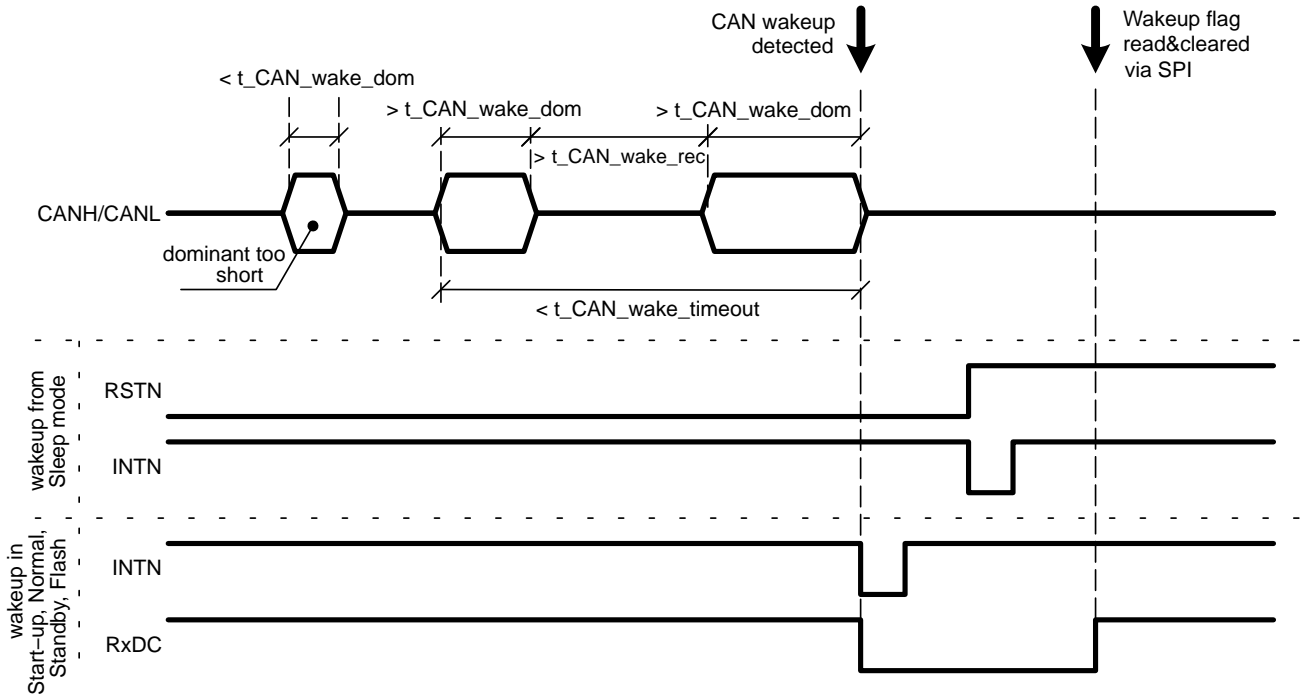 CAN wakeup
detected
Wakeup flag
read&cleared
via SPI
< t_CAN_wake_dom
> t_CAN_wake_dom
> t_CAN_wake_dom
> t_CAN_wake_rec
CANH/CANL
dominant too
short
< t_CAN_wake_timeout
wakeup from
Sleep mode
RSTN
INTN
wakeup in
Start–up, Normal,
Standby, Flash
INTN
RxDC